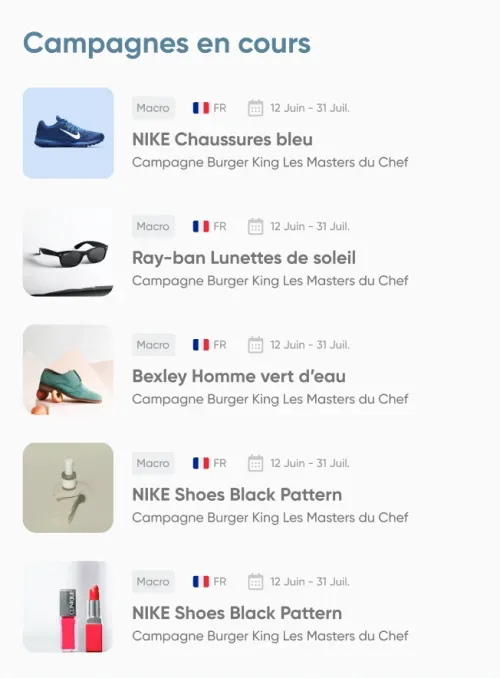 Campagnes en cours
Macro FR 12 Juin - 31 Juil.
NIKE Chaussures bleu
Campagne Burger King Les Masters du Chef
Macro FR 12 Juin - 31 Juil.
Ray-ban Lunettes de soleil
Campagne Burger King Les Masters du Chef
Macro FR 12 Juin - 31 Juil.
Bexley Homme vert d’eau
Campagne Burger King Les Masters du Chef
Macro FR 12 Juin - 31 Juil.
NIKE Shoes Black Pattern
Campagne Burger King Les Masters du Chef
CLINIQUE
Macro FR 12 Juin - 31 Juil.
NIKE Shoes Black Pattern
Campagne Burger King Les Masters du Chef